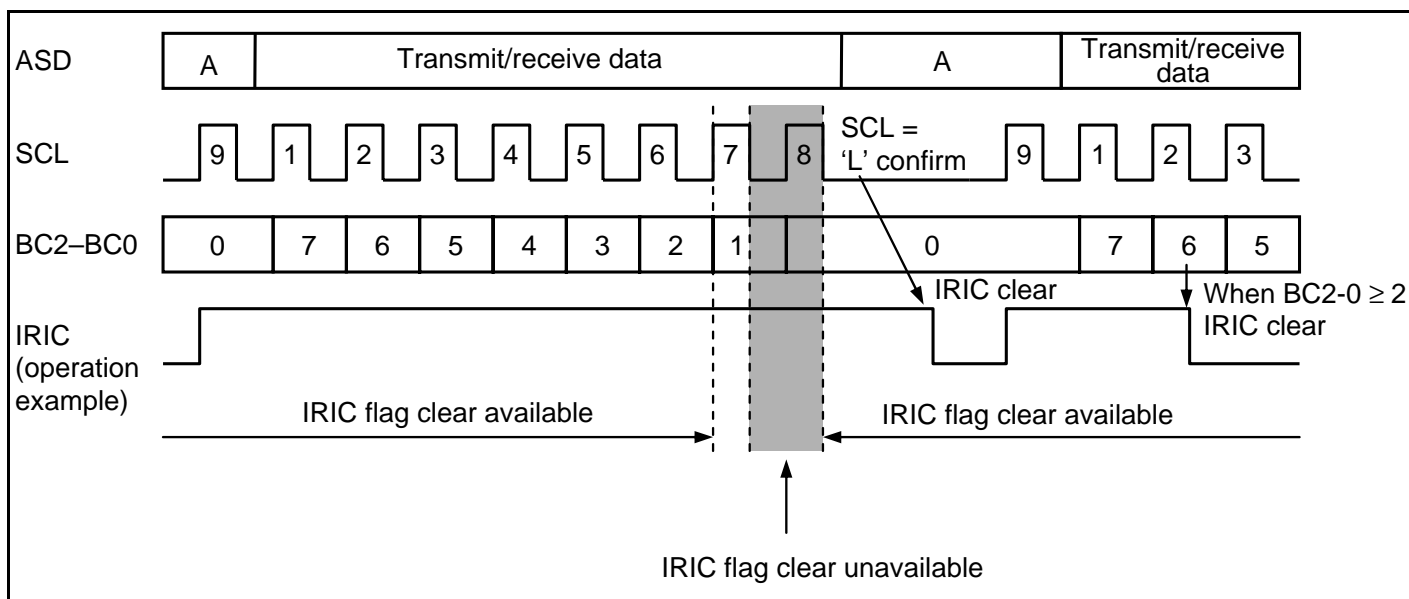 ASD
A
Transmit/receive data
A
Transmit/receive
data
SCL
9
1
2
3
4
5
6
7
8
SCL =
‘L’ confirm
9
1
2
3
BC2–BC0
0
7
6
5
4
3
2
1
0
7
6
5
IRIC
(operation
example)
IRIC clear
When BC2-0 ≥ 2
IRIC clear
IRIC flag clear available
IRIC flag clear available
IRIC flag clear unavailable